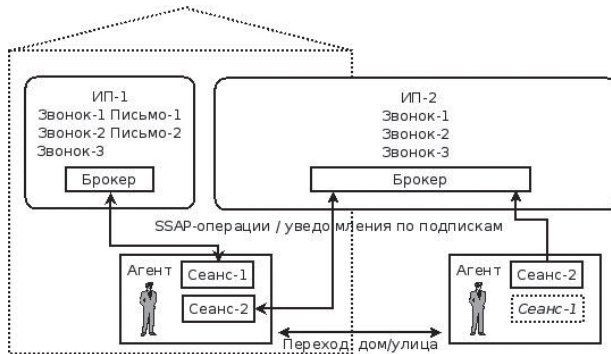 ИП-1
Звонок-1 Письмо-1
Звонок-2 Письмо-2
Звонок-3
Брокер
ИП-2
Звонок-1
Звонок-2
Звонок-3
Брокер
SSAP-операции / уведомления по подпискам
Агент
Сеанс-1
Сеанс-2
Агент
Сеанс-2
Сеанс-1
Переход: дом/улица